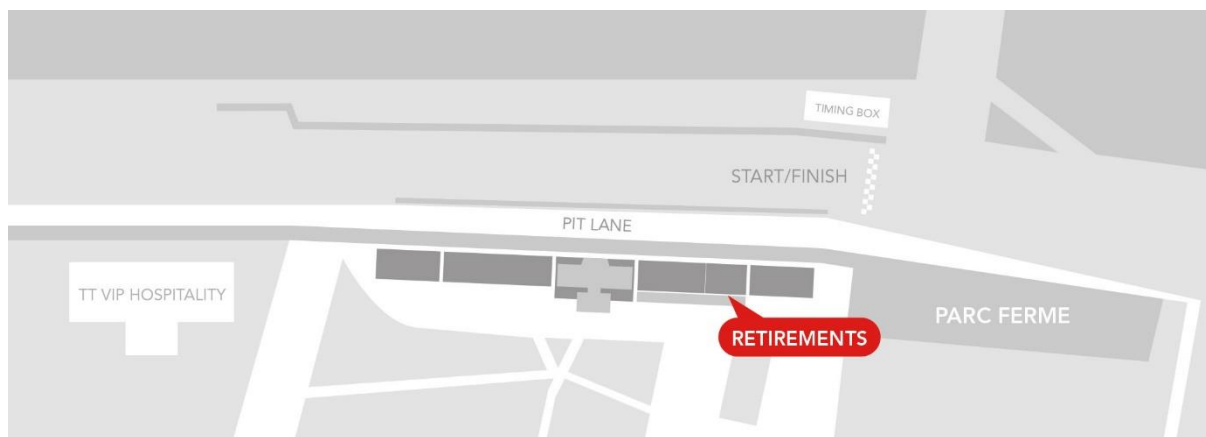 TIMING BOX
START/FINISH
PIT LANE
TT VIP HOSPITALITY
PARC FERME
RETIREMENTS